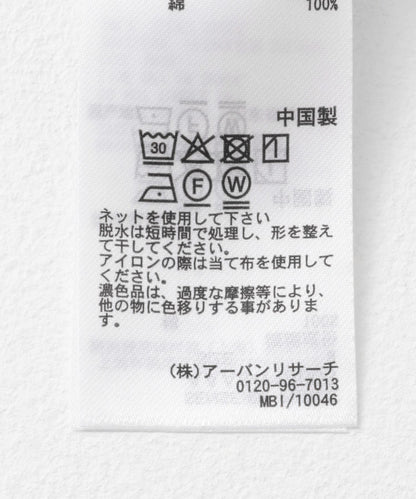 綿 100%
中国製
30
F W
ネットを使用して下さい
脱水は短時間で処理し、形を整え
て干してください。
アイロンの際は当て布を使用して
ください。
濃色品は、過度な摩擦等により、
他の物に色移りする事がありま
す。
(株)アーバンリサーチ
0120-96-7013
MBI/10046